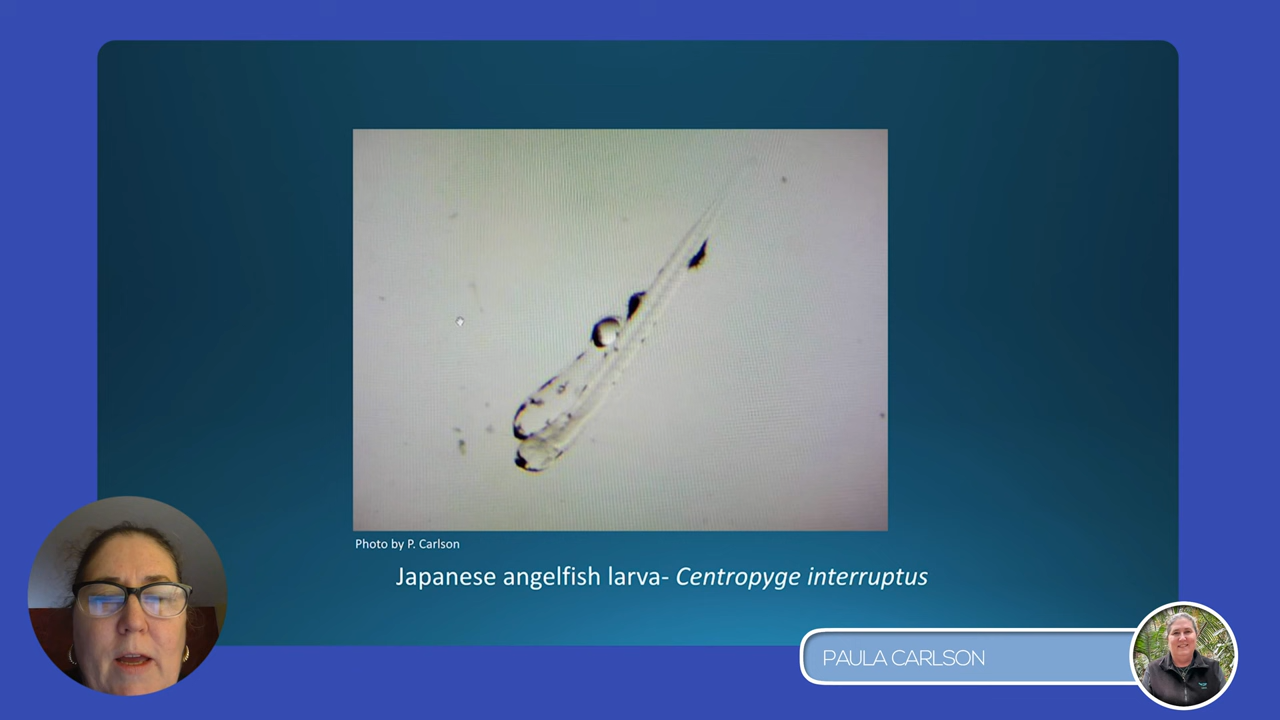 Photo by P. Carlson
Japanese angelfish larva- Centropyge interruptus
PAULA CARLSON